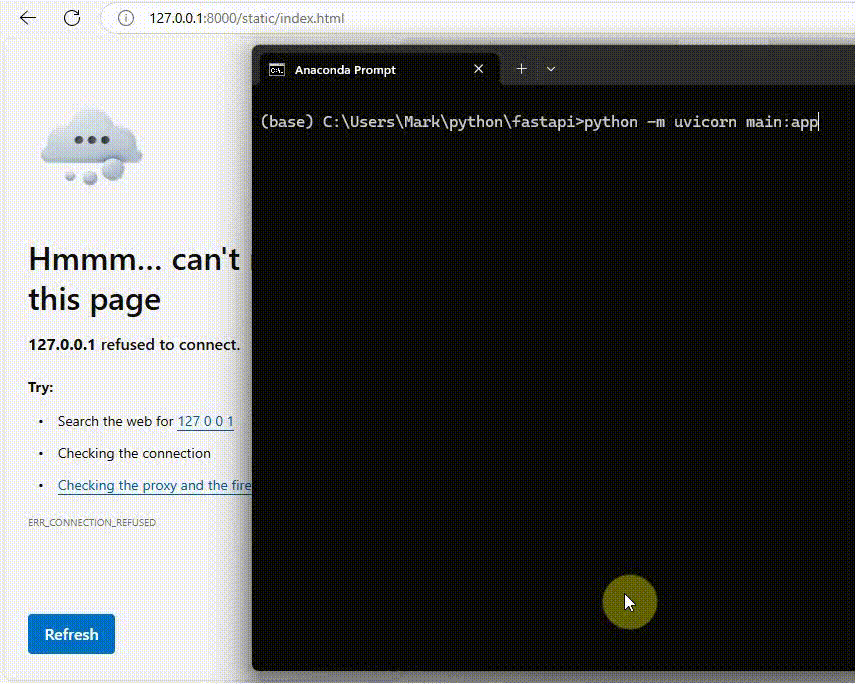 127.0.0.1:8000/static/index.html
Anaconda Prompt
(base) C:\Users\Mark\python\fastapi>python -m uvicorn main:app
Hmmm... can't
this page
127.0.0.1 refused to connect.
Try:
• Search the web for 127 0 0 1
• Checking the connection
• Checking the proxy and the fire
ERR_CONNECTION_REFUSED
Refresh